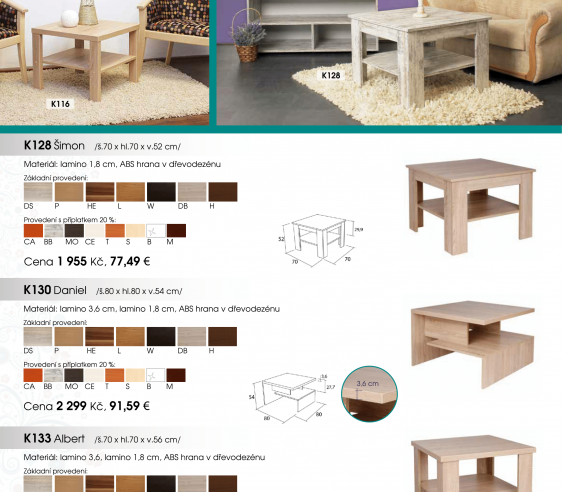 K116
K128
K128 Šimon /š.70 x hl.70 x v.52 cm/
Materiál: lamino 1,8 cm, ABS hrana v dřevodezénu
Základní provedení:
DS P HE L W DB H
Provedení s příplatkem 20 %:
CA BB MO CE T S B M
Cena 1 955 Kč, 77,49 €
52
29,9
70
70
K130 Daniel /š.80 x hl.80 x v.54 cm/
Materiál: lamino 3,6 cm, lamino 1,8 cm, ABS hrana v dřevodezénu
Základní provedení:
DS P HE L W DB H
Provedení s příplatkem 20 %:
CA BB MO CE T S B M
Cena 2 299 Kč, 91,59 €
54
3,6
27,7
80
80
3,6 cm
K133 Albert /š.70 x hl.70 x v.56 cm/
Materiál: lamino 3,6, lamino 1,8 cm, ABS hrana v dřevodezénu
Základní provedení: